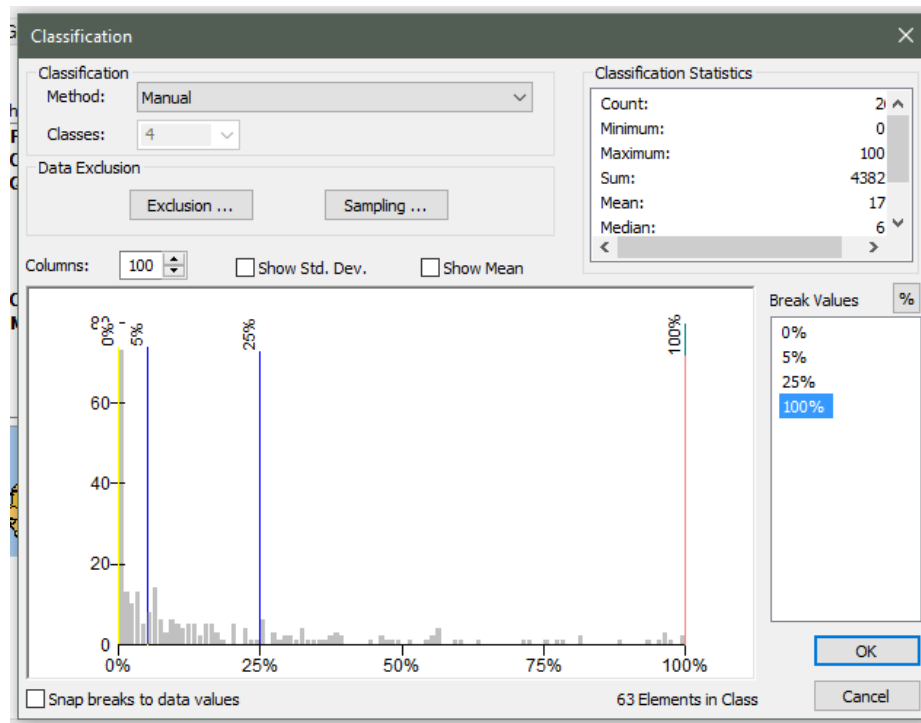 Classification
Classification
Method: Manual
Classes: 4
Data Exclusion
Exclusion ...
Sampling ...
Classification Statistics
Count: 2
Minimum: 0
Maximum: 100
Sum: 4382
Mean: 17
Median: 6
Columns: 100
Show Std. Dev.
Show Mean
Break Values
%
0%
5%
25%
100%
80
0%
5%
25%
100%
60
40
20
0
0% 25% 50% 75% 100%
Snap breaks to data values
63 Elements in Class
OK
Cancel